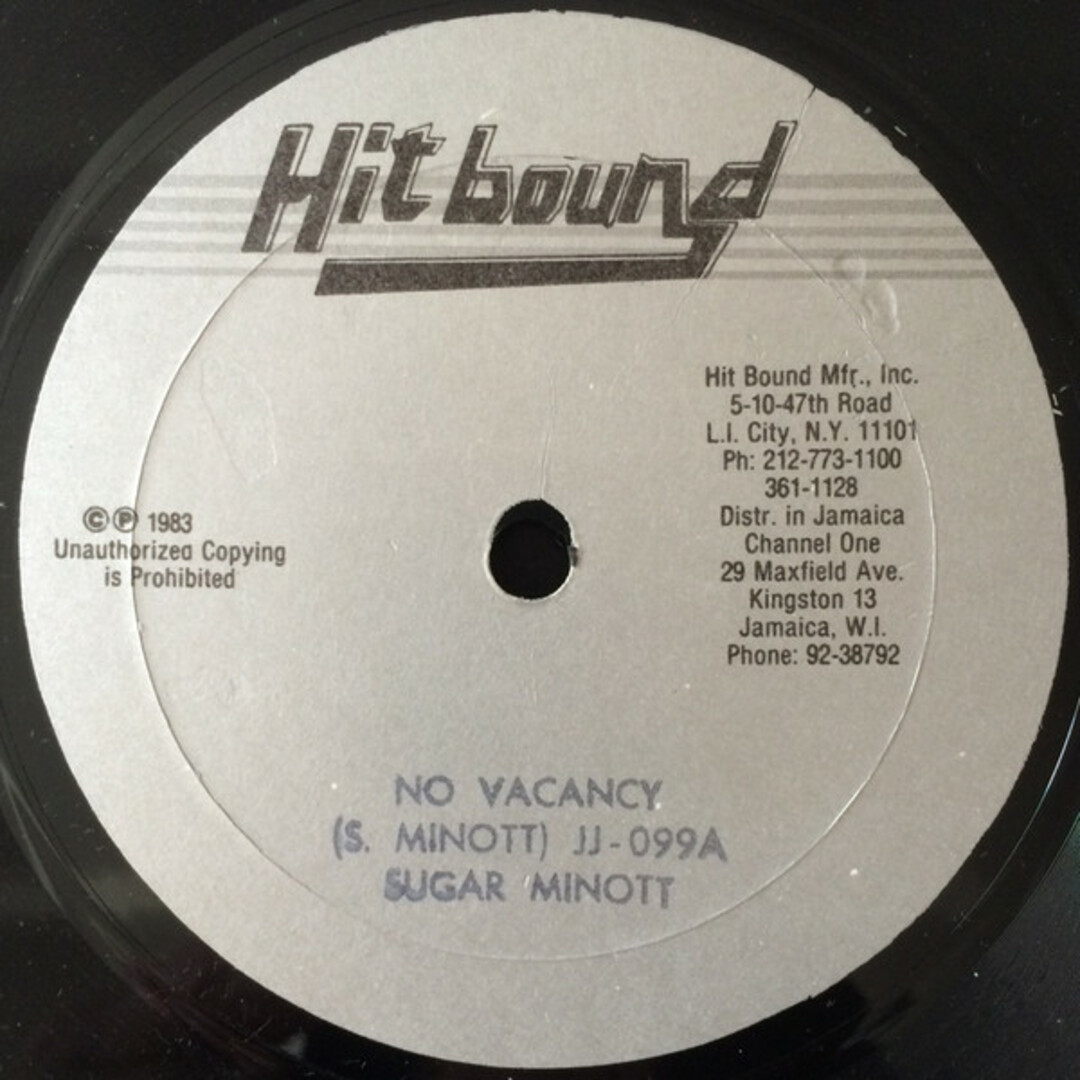 Hit bound
Hit Bound Mfr., Inc.
5-10-47th Road
L.I. City, N.Y. 11101
Ph: 212-773-1100
361-1128
Distr. in Jamaica
Channel One
29 Maxfield Ave.
Kingston 13
Jamaica, W.I.
Phone: 92-38792
©℗ 1983
Unauthorized Copying
is Prohibited
NO VACANCY
(S. MINOTT) JJ-099A
SUGAR MINOTT